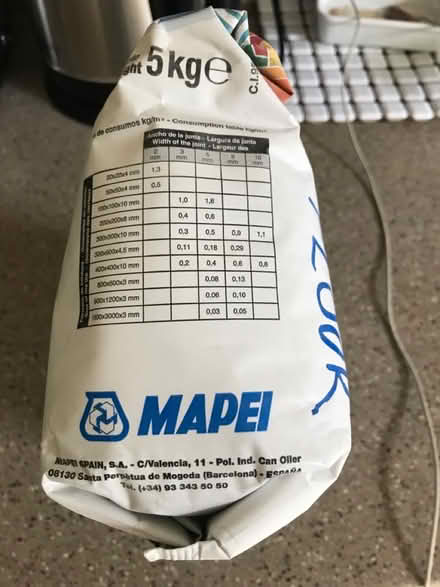 ght 5kg℮
de consumos kg/m² - Consumption table kg/m²
Ancho de la junta - Largura da junta
Width of the joint - Largeur des
2 3 5 8 10
mm mm mm mm mm
20x20x4 mm 1,3
50x50x4 mm 0,5
100x100x10 mm 1,0 1,6
200x200x8 mm 0,4 0,6
300x300x10 mm 0,3 0,5 0,9 1,1
300x600x4,5 mm 0,11 0,18 0,29
400x400x10 mm 0,2 0,4 0,6 0,8
600x600x3 mm 0,08 0,13
900x1200x3 mm 0,06 0,10
1000x3000x3 mm 0,03 0,05
MAPEI
MAPEI SPAIN, S.A. - C/Valencia, 11 - Pol. Ind. Can Oller
08130 Santa Perpètua de Mogoda (Barcelona) - ESPAÑA
Tel. (+34) 93 343 50 50